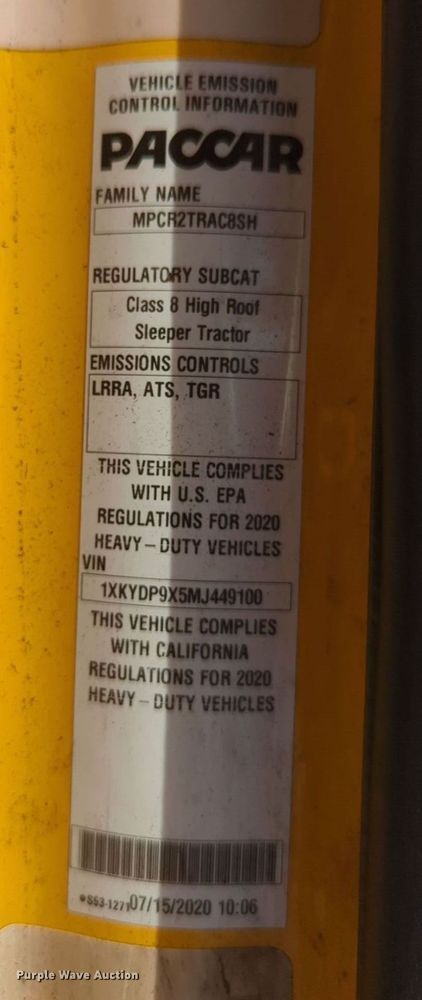 VEHICLE EMISSION
CONTROL INFORMATION
PACCAR
FAMILY NAME
MPCR2TRAC8SH
REGULATORY SUBCAT
Class 8 High Roof
Sleeper Tractor
EMISSIONS CONTROLS
LRRA, ATS, TGR
THIS VEHICLE COMPLIES
WITH U.S. EPA
REGULATIONS FOR 2020
HEAVY-DUTY VEHICLES
VIN
1XKYDP9X5MJ449100
THIS VEHICLE COMPLIES
WITH CALIFORNIA
REGULATIONS FOR 2020
HEAVY-DUTY VEHICLES
07/15/2020 10:06
Purple Wave Auction